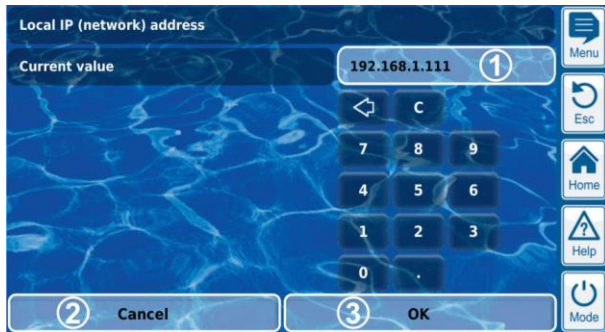 Local IP (network) address
Menu
Current value
192.168.1.111 1
C
Esc
7 8 9
4 5 6
Home
1 2 3
Help
0 .
2 Cancel
3 OK
Mode